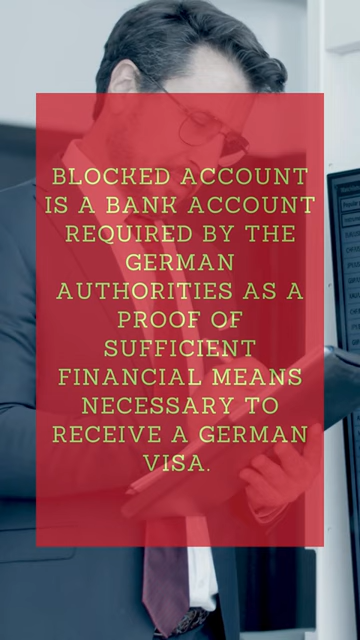 BLOCKED ACCOUNT
IS A BANK ACCOUNT
REQUIRED BY THE
GERMAN
AUTHORITIES AS A
PROOF OF
SUFFICIENT
FINANCIAL MEANS
NECESSARY TO
RECEIVE A GERMAN
VISA.